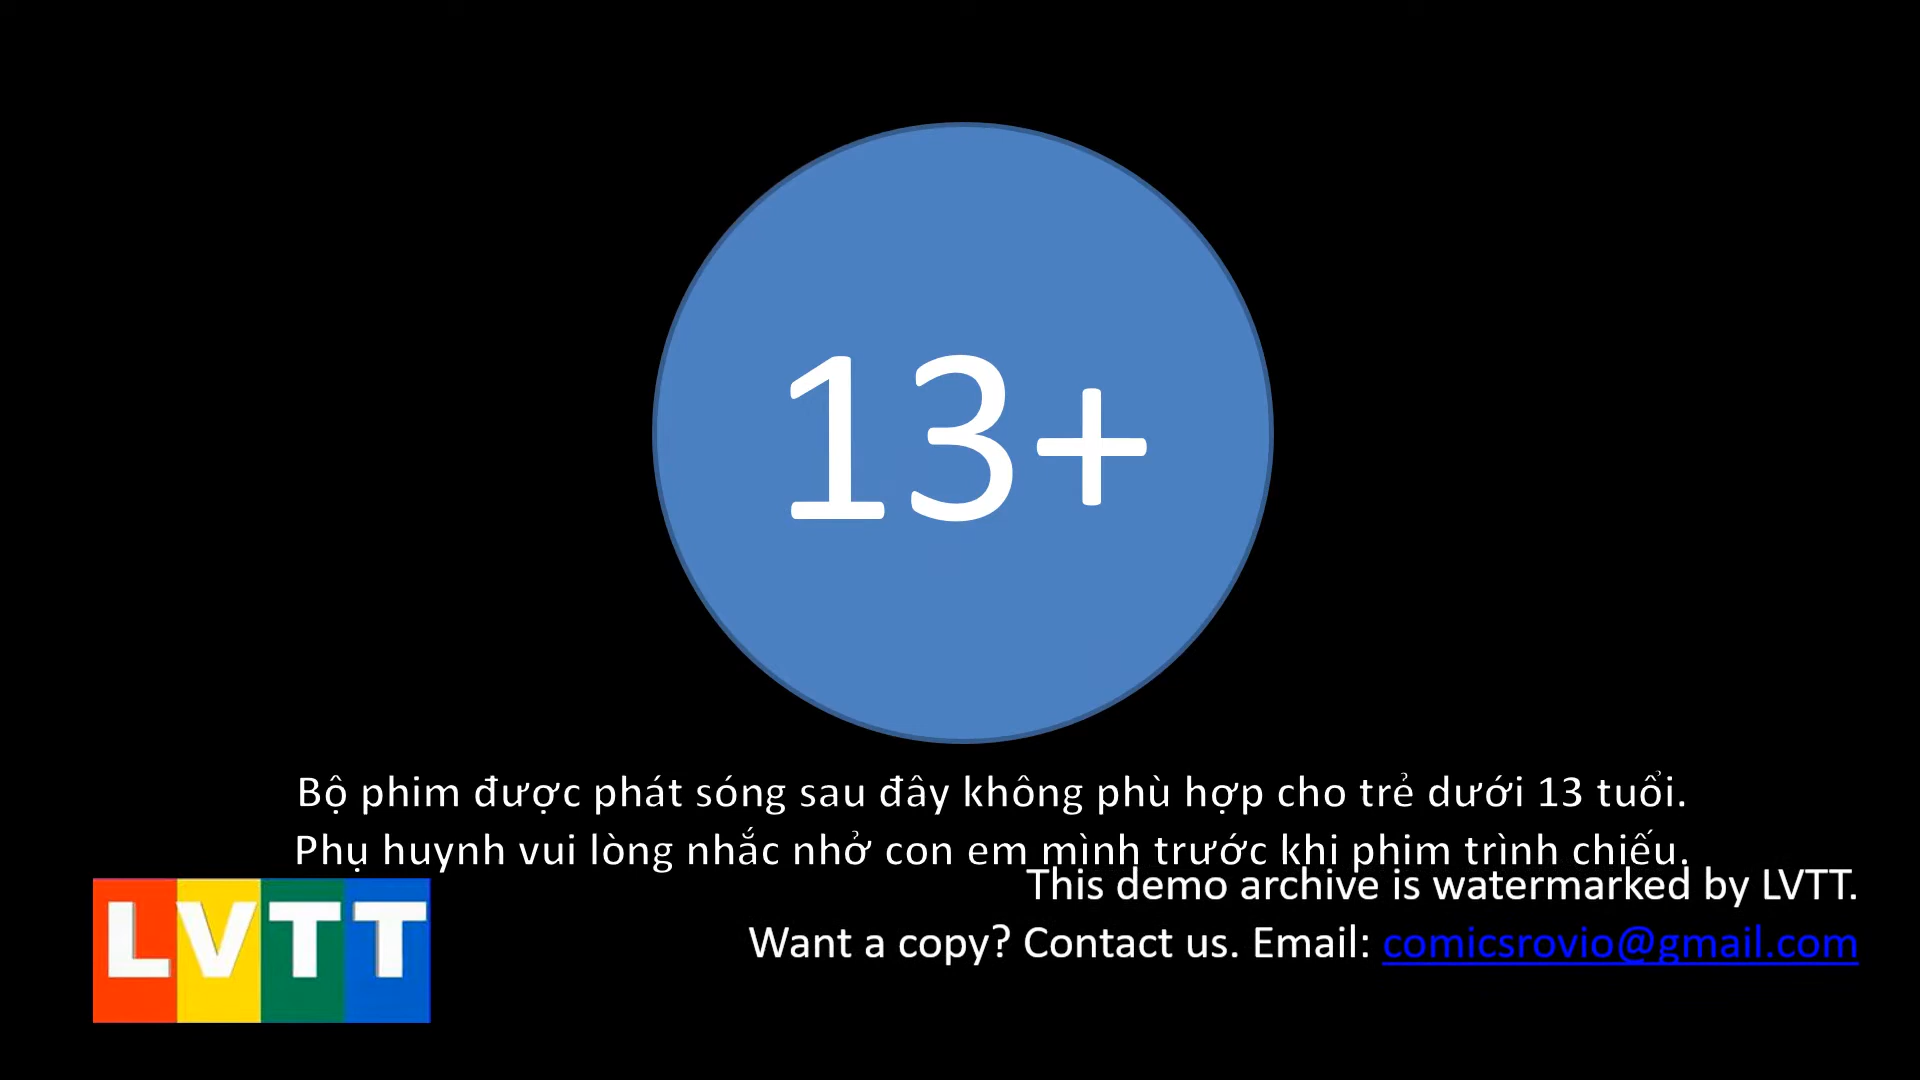 13+
Bộ phim được phát sóng sau đây không phù hợp cho trẻ dưới 13 tuổi.
Phụ huynh vui lòng nhắc nhở con em mình trước khi phim trình chiếu.
This demo archive is watermarked by LVTT.
Want a copy? Contact us. Email: comicsrovio@gmail.com
LVTT